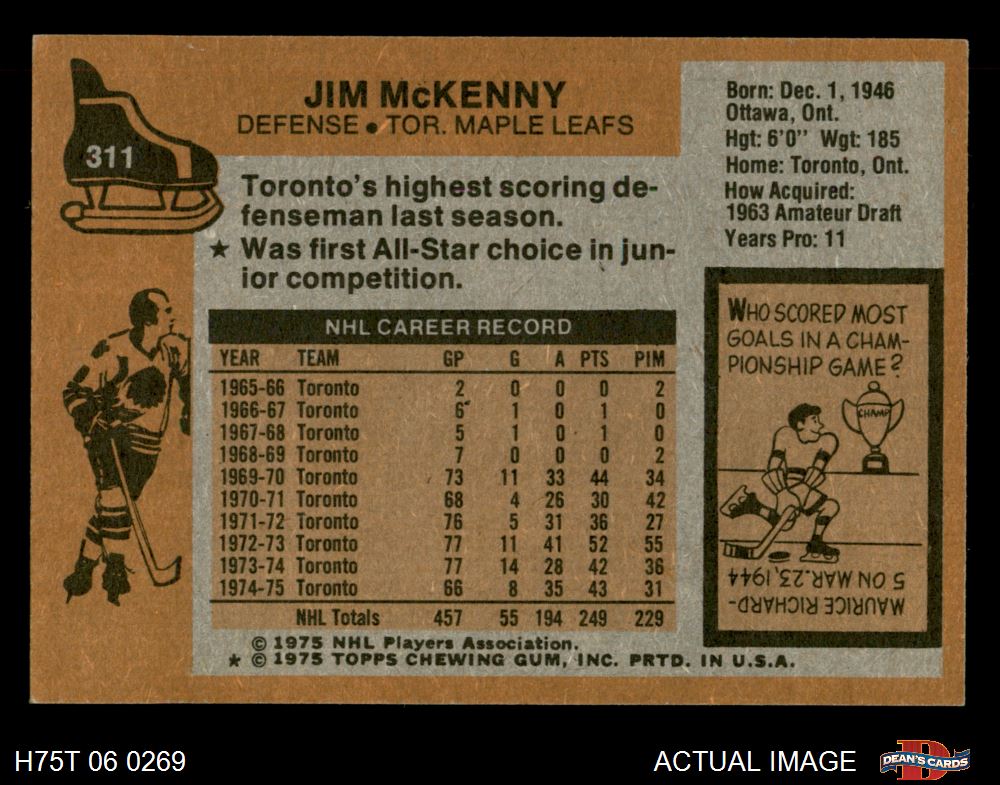 311
JIM McKENNY
DEFENSE • TOR. MAPLE LEAFS
Toronto's highest scoring de-
fenseman last season.
★ Was first All-Star choice in jun-
ior competition.
Born: Dec. 1, 1946
Ottawa, Ont.
Hgt: 6'0" Wgt: 185
Home: Toronto, Ont.
How Acquired:
1963 Amateur Draft
Years Pro: 11
NHL CAREER RECORD
YEAR TEAM GP G A PTS PIM
1965-66 Toronto 2 0 0 0 2
1966-67 Toronto 6 1 0 1 0
1967-68 Toronto 5 1 0 1 0
1968-69 Toronto 7 0 0 0 2
1969-70 Toronto 73 11 33 44 34
1970-71 Toronto 68 4 26 30 42
1971-72 Toronto 76 5 31 36 27
1972-73 Toronto 77 11 41 52 55
1973-74 Toronto 77 14 28 42 36
1974-75 Toronto 66 8 35 43 31
NHL Totals 457 55 194 249 229
© 1975 NHL Players Association.
★ © 1975 TOPPS CHEWING GUM, INC. PRTD. IN U.S.A.
WHO SCORED MOST
GOALS IN A CHAM-
PIONSHIP GAME?
CHAMP
MAURICE RICHARD-
5 ON MAR. 23, 1944
H75T 06 0269
ACTUAL IMAGE
D
DEAN'S CARDS